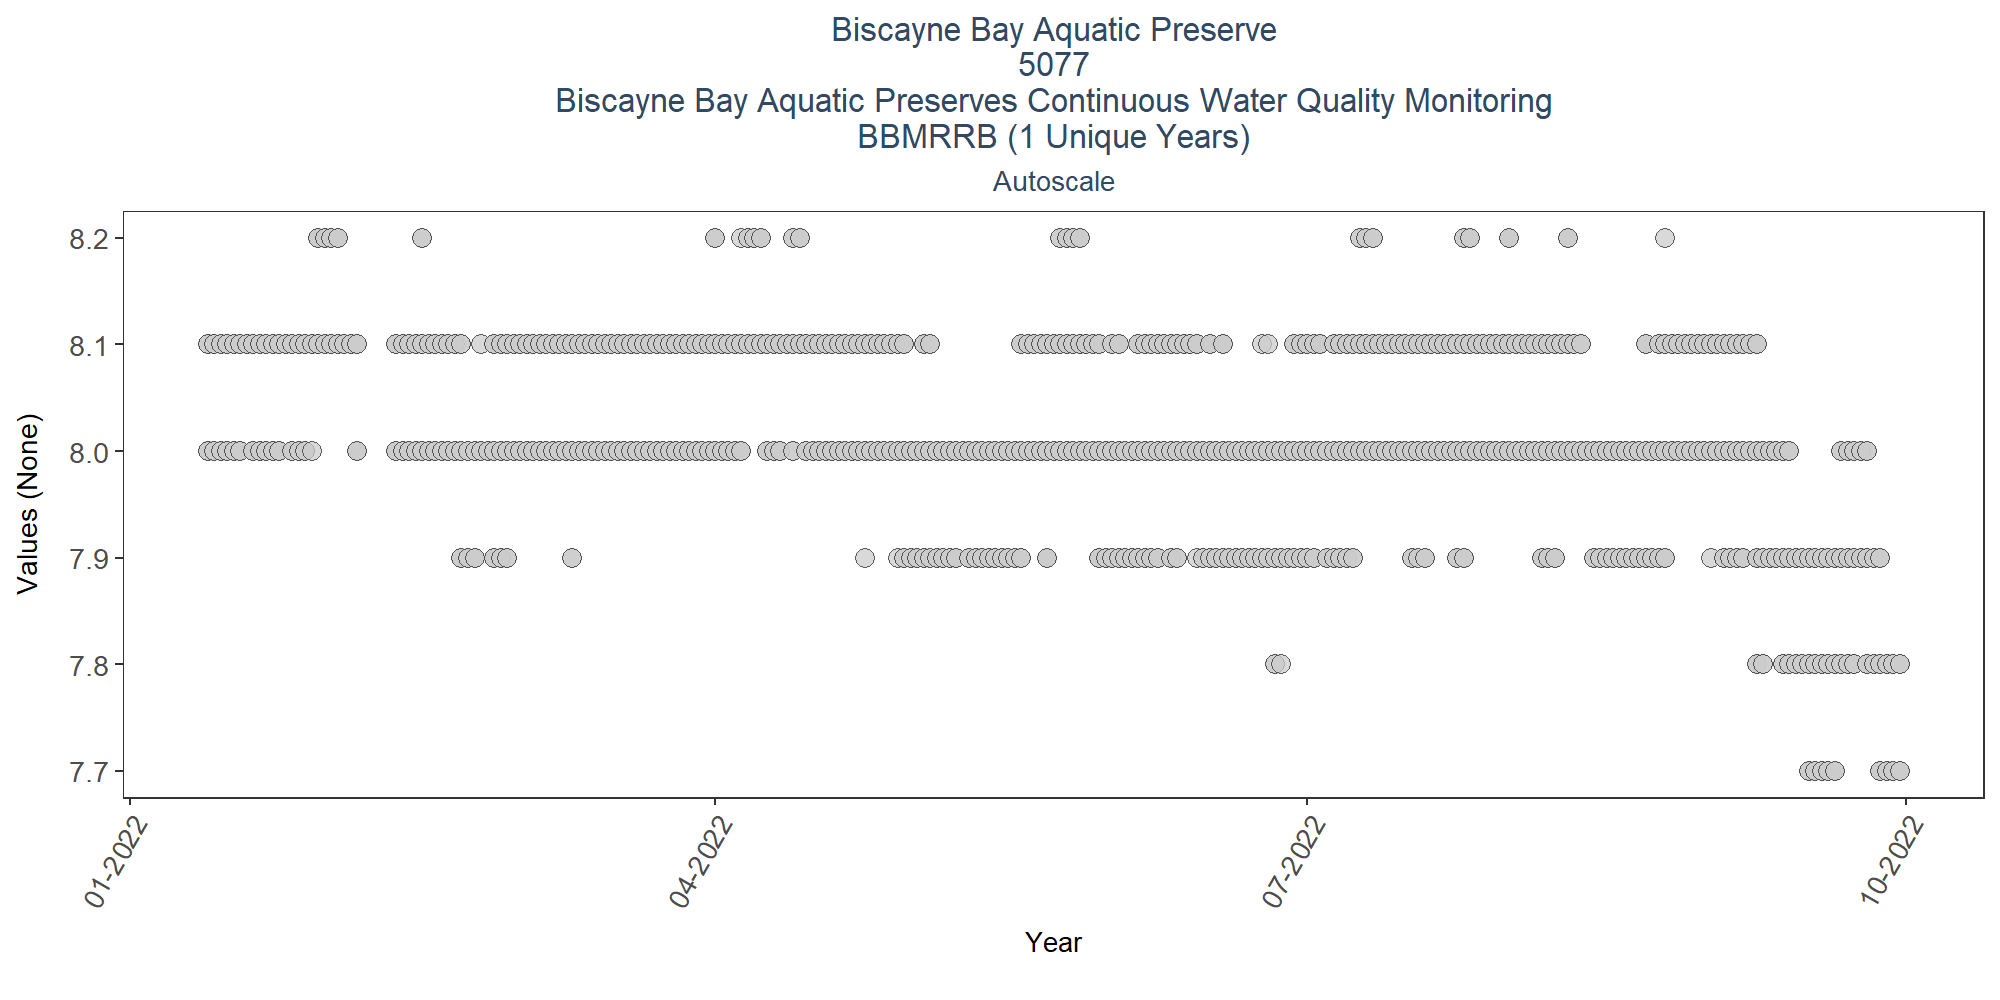 Biscayne Bay Aquatic Preserve
5077
Biscayne Bay Aquatic Preserves Continuous Water Quality Monitoring
BBMRRB (1 Unique Years)
Autoscale
8.2
8.1
8.0
7.9
7.8
7.7
Values (None)
01-2022
04-2022
07-2022
10-2022
Year